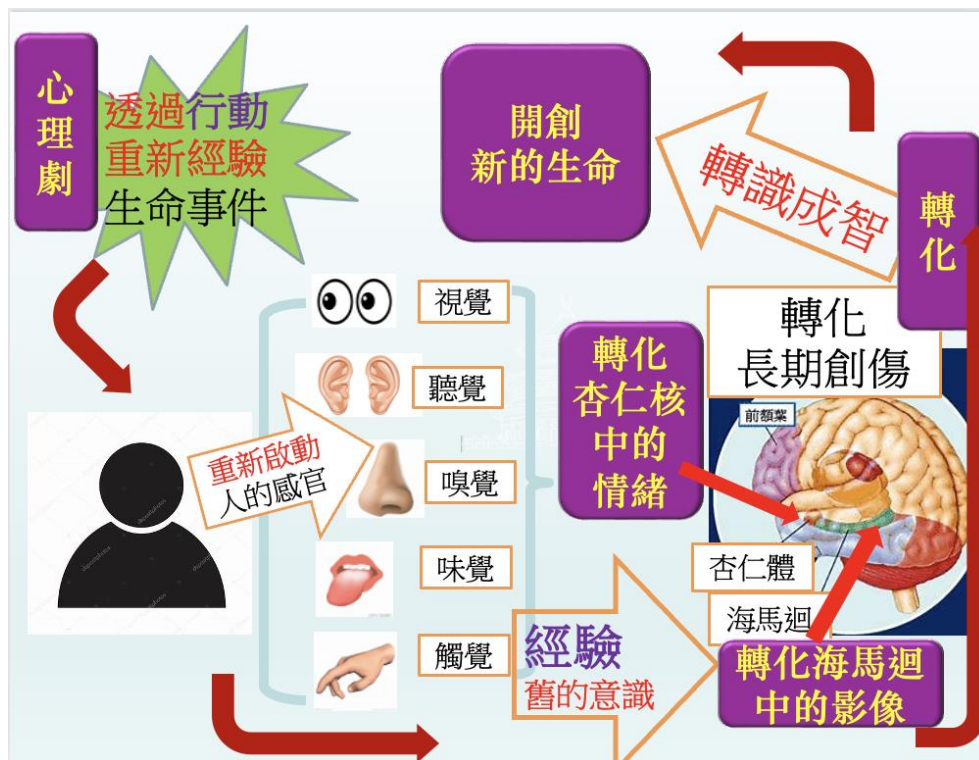 心
理
劇
透過行動
重新經驗
生命事件
開創
新的生命
轉識成智
轉
化
視覺
聽覺
嗅覺
味覺
觸覺
重新啟動
人的感官
轉化
杏仁核
中的
情緒
轉化
長期創傷
前額葉
杏仁體
海馬迴
經驗
舊的意識
轉化海馬迴
中的影像
depositphotos
depositphotos